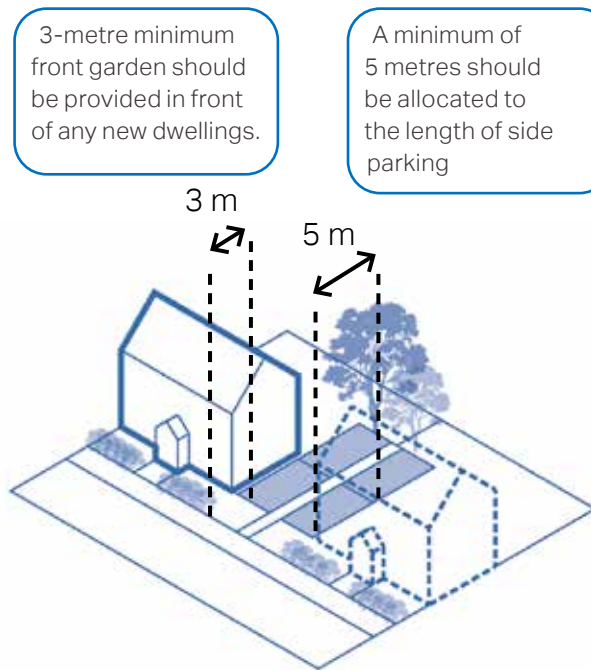 3-metre minimum
front garden should
be provided in front
of any new dwellings.
A minimum of
5 metres should
be allocated to
the length of side
parking
3 m
5 m